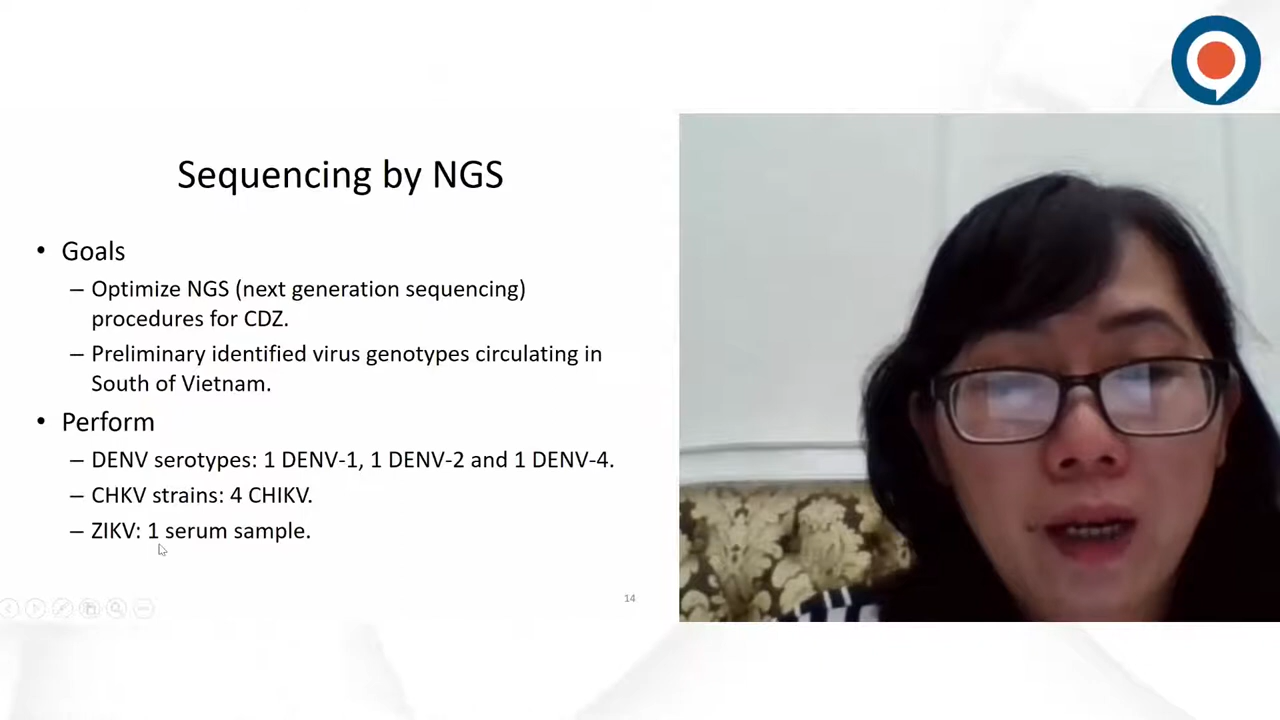 Sequencing by NGS
• Goals
– Optimize NGS (next generation sequencing)
procedures for CDZ.
– Preliminary identified virus genotypes circulating in
South of Vietnam.
• Perform
– DENV serotypes: 1 DENV-1, 1 DENV-2 and 1 DENV-4.
– CHKV strains: 4 CHIKV.
– ZIKV: 1 serum sample.
14